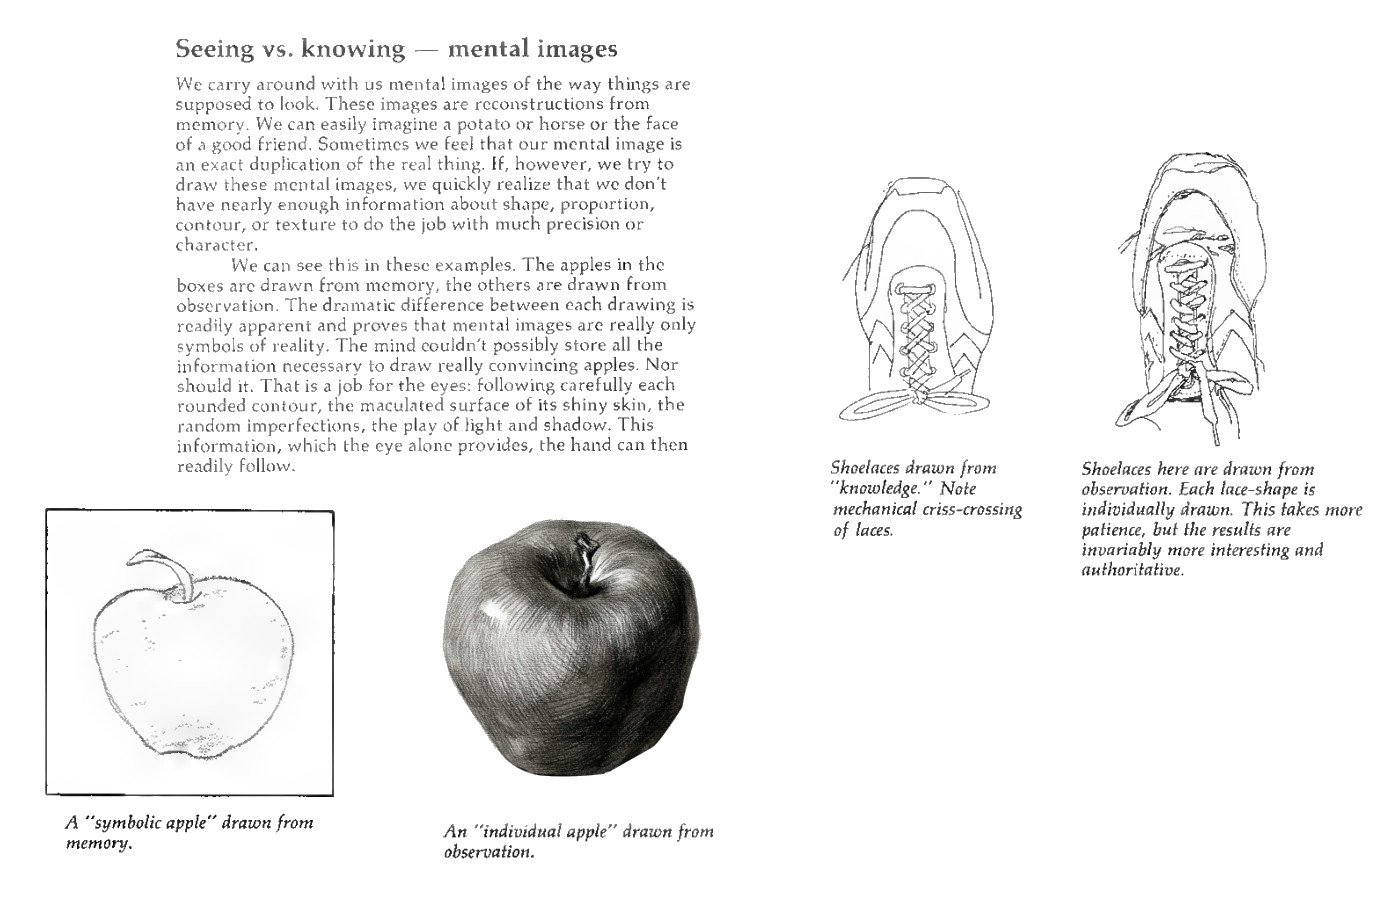 Seeing vs. knowing — mental images
We carry around with us mental images of the way things are
supposed to look. These images are reconstructions from
memory. We can easily imagine a potato or horse or the face
of a good friend. Sometimes we feel that our mental image is
an exact duplication of the real thing. If, however, we try to
draw these mental images, we quickly realize that we don't
have nearly enough information about shape, proportion,
contour, or texture to do the job with much precision or
character.
We can see this in these examples. The apples in the
boxes are drawn from memory, the others are drawn from
observation. The dramatic difference between each drawing is
readily apparent and proves that mental images are really only
symbols of reality. The mind couldn't possibly store all the
information necessary to draw really convincing apples. Nor
should it. That is a job for the eyes: following carefully each
rounded contour, the maculated surface of its shiny skin, the
random imperfections, the play of light and shadow. This
information, which the eye alone provides, the hand can then
readily follow.
A "symbolic apple" drawn from
memory.
An "individual apple" drawn from
observation.
Shoelaces drawn from
"knowledge." Note
mechanical criss-crossing
of laces.
Shoelaces here are drawn from
observation. Each lace-shape is
individually drawn. This takes more
patience, but the results are
invariably more interesting and
authoritative.